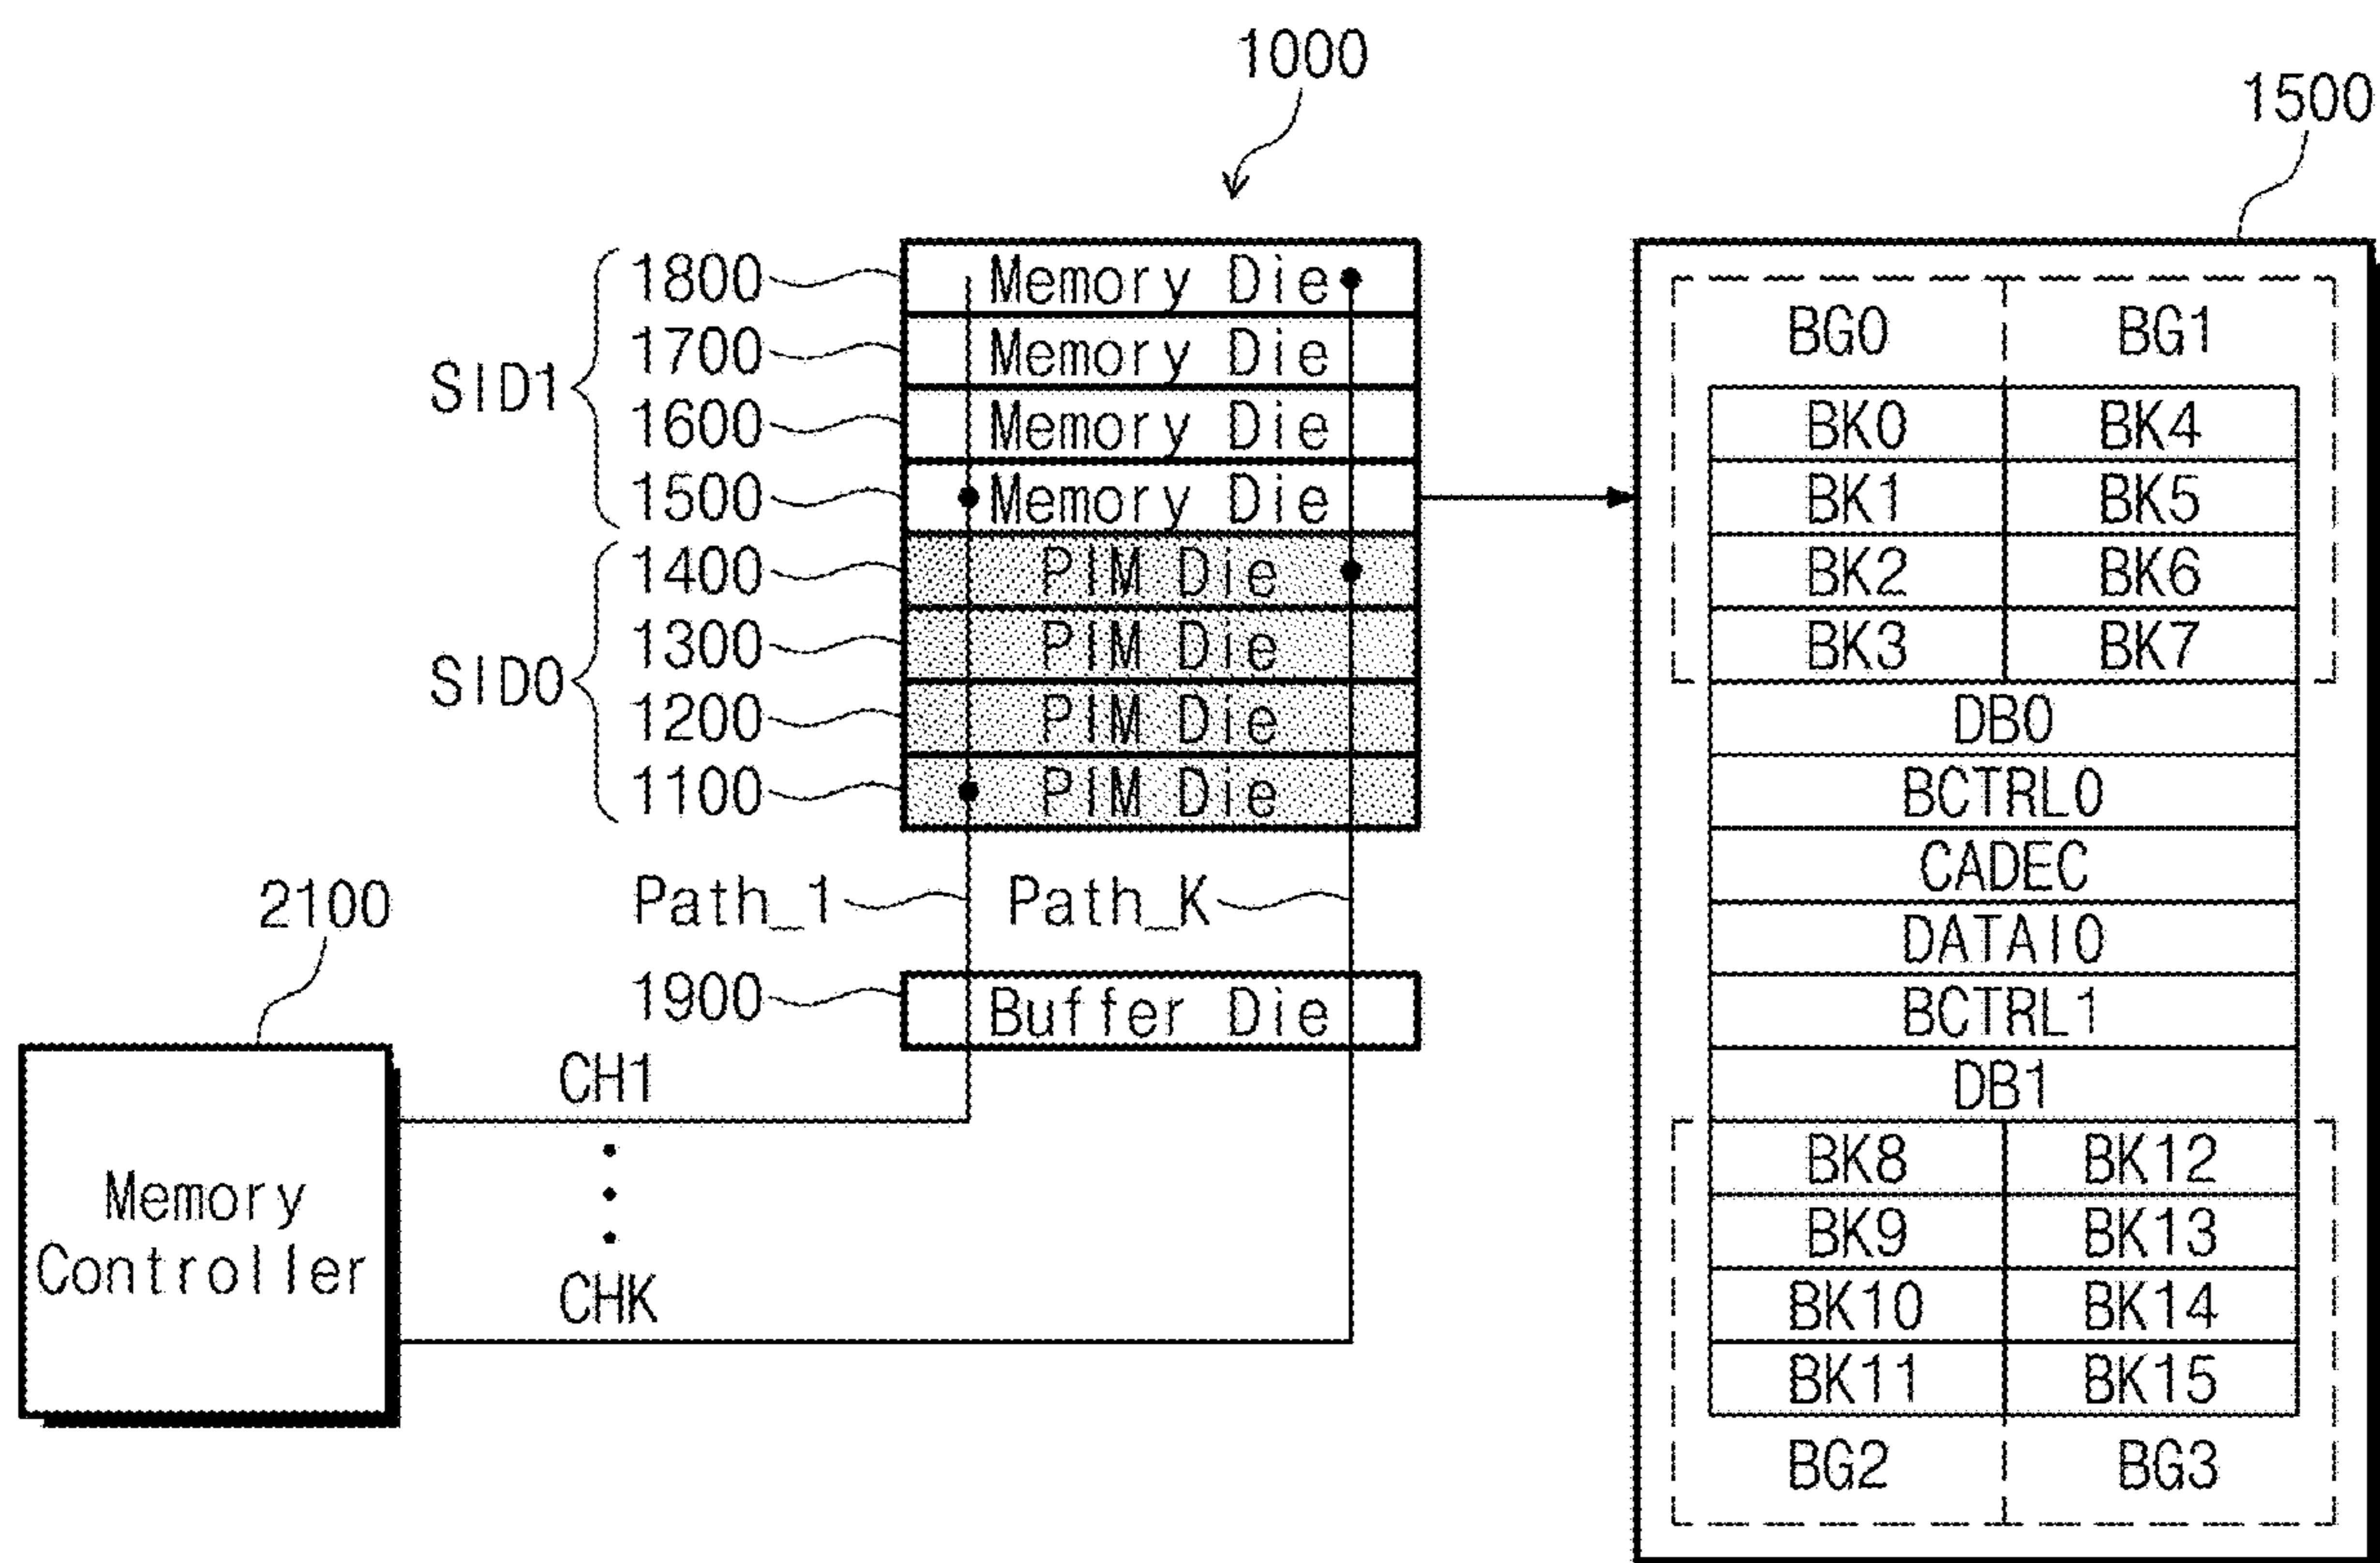 1000
1500
SID1
1800 Memory Die
1700 Memory Die
1600 Memory Die
1500 Memory Die
SID0
1400 PIM Die
1300 PIM Die
1200 PIM Die
1100 PIM Die
Path_1 Path_K
1900 Buffer Die
2100
Memory
Controller
CH1
CHK
BG0 BG1
BK0 BK4
BK1 BK5
BK2 BK6
BK3 BK7
DB0
BCTRL0
CADEC
DATAIO
BCTRL1
DB1
BK8 BK12
BK9 BK13
BK10 BK14
BK11 BK15
BG2 BG3